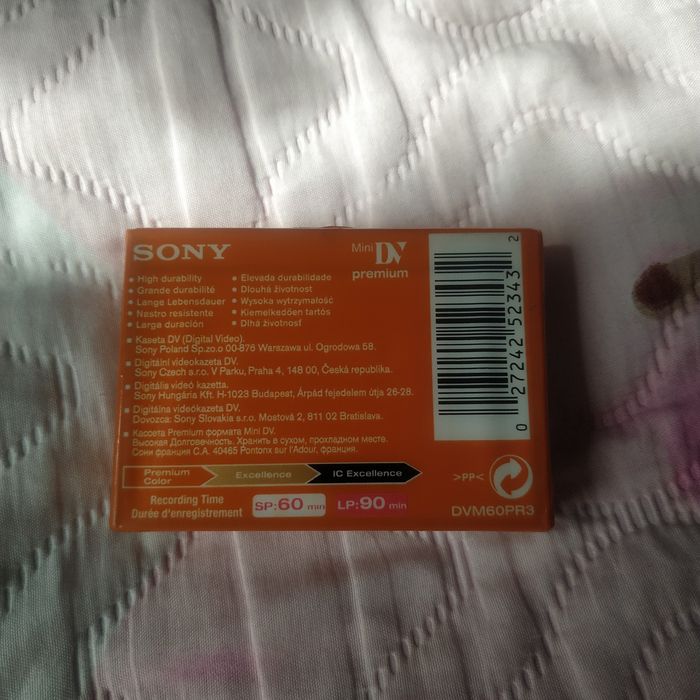 SONY
Mini DV
premium
• High durability
• Grande durabilité
• Lange Lebensdauer
• Nastro resistente
• Larga duración
• Elevada durabilidade
• Dlouhá životnost
• Wysoka wytrzymałość
• Kiemelkedően tartós
• Dlhá životnosť
■ Kaseta DV (Digital Video).
Sony Poland Sp.zo.o 00-876 Warszawa ul. Ogrodowa 58.
■ Digitální videokazeta DV.
Sony Czech s.r.o. V Parku, Praha 4, 148 00, Česká republika.
■ Digitális videó kazetta.
Sony Hungária Kft. H-1023 Budapest, Árpád fejedelem útja 26-28.
■ Digitálna videókazeta DV.
Dovozca: Sony Slovakia s.r.o. Mostová 2, 811 02 Bratislava.
■ Кассета Premium формата Mini DV.
Высокая Долговечность. Хранить в сухом, прохладном месте.
Сони франция С.А. 40465 Pontonx sur l'Adour, франция.
Premium
Color
Excellence
IC Excellence
Recording Time
Durée d'enregistrement
SP:60 min
LP:90 min
0 27242 52343 2
>PP<
DVM60PR3